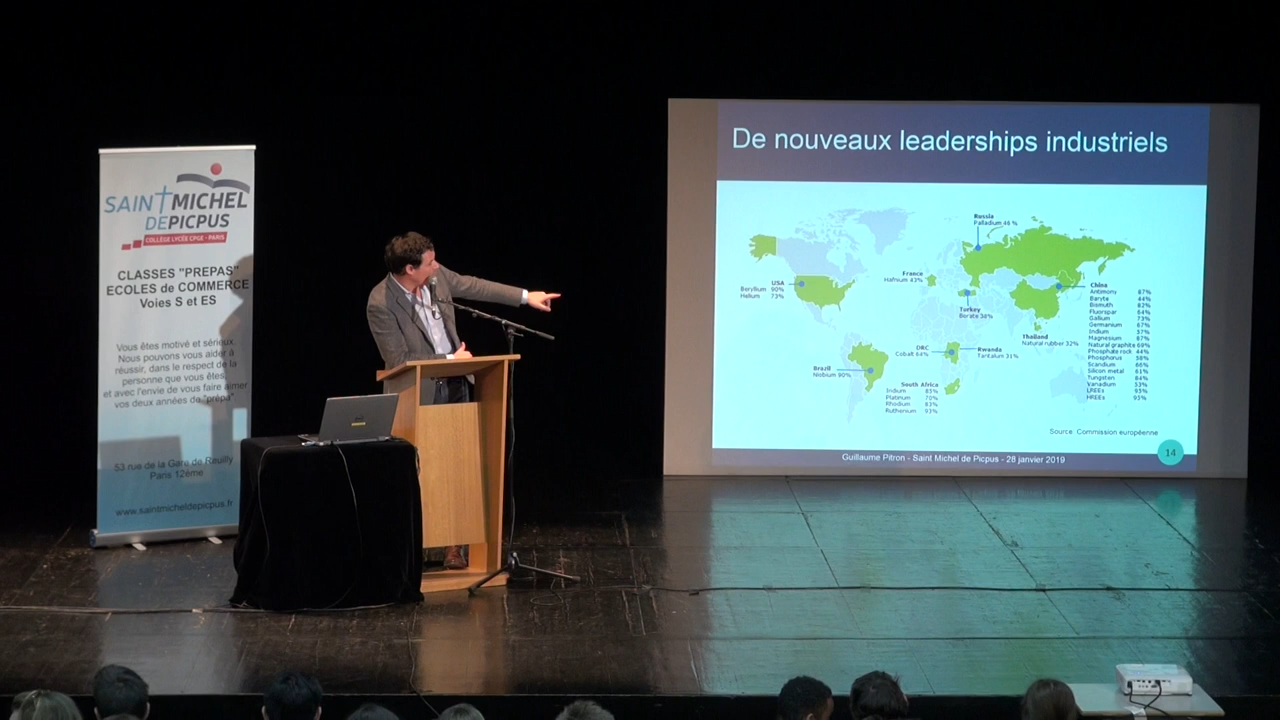 SAINT MICHEL
DE PICPUS
COLLÈGE LYCÉE CPGE - PARIS
CLASSES "PREPAS"
ECOLES de COMMERCE
Voies S et ES
Vous êtes motivé et sérieux.
Nous pouvons vous aider à
réussir, dans le respect de la
personne que vous êtes,
et avec l'envie de vous faire aimer
vos deux années de "prépa"
53 rue de la Gare de Reuilly
Paris 12ème
www.saintmicheldepicpus.fr
De nouveaux leaderships industriels
Russia
Palladium 46 %
USA
Beryllium 90%
Helium 73%
France
Hafnium 43%
Turkey
Borate 38%
China
Antimony 87%
Baryte 44%
Bismuth 82%
Fluorspar 64%
Gallium 73%
Germanium 67%
Indium 57%
Magnesium 87%
Natural graphite 69%
Phosphate rock 44%
Phosphorus 58%
Scandium 66%
Silicon metal 61%
Tungsten 84%
Vanadium 53%
LREEs 95%
HREEs 95%
Thailand
Natural rubber 32%
DRC
Cobalt 64%
Rwanda
Tantalum 31%
Brazil
Niobium 90%
South Africa
Iridium 85%
Platinum 70%
Rhodium 83%
Ruthenium 93%
Source: Commission européenne
Guillaume Pitron - Saint Michel de Picpus - 28 janvier 2019
14